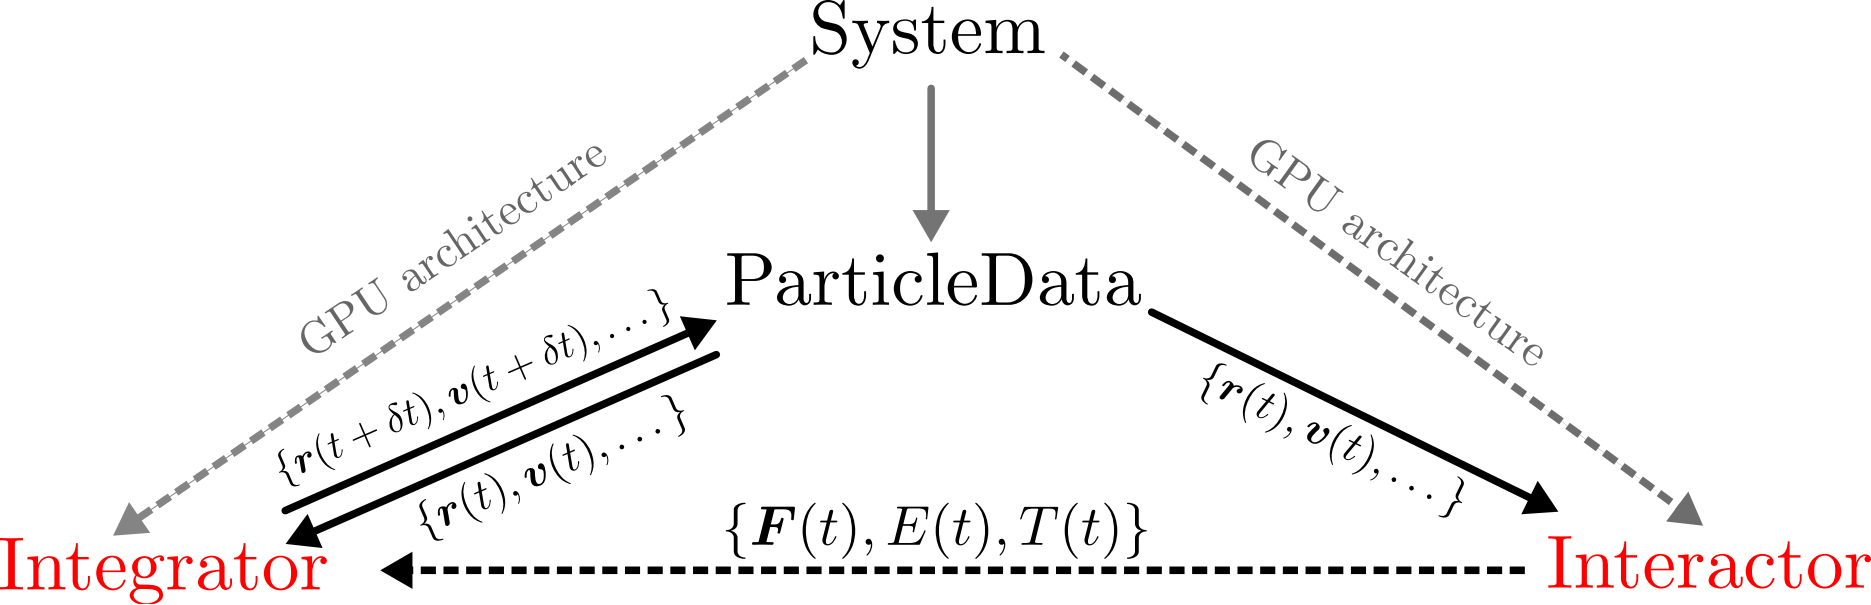 System
GPU architecture
GPU architecture
ParticleData
{r(t + δt), v(t + δt), . . . }
{r(t), v(t), . . . }
{r(t), v(t), . . . }
{F(t), E(t), T(t)}
Integrator
Interactor